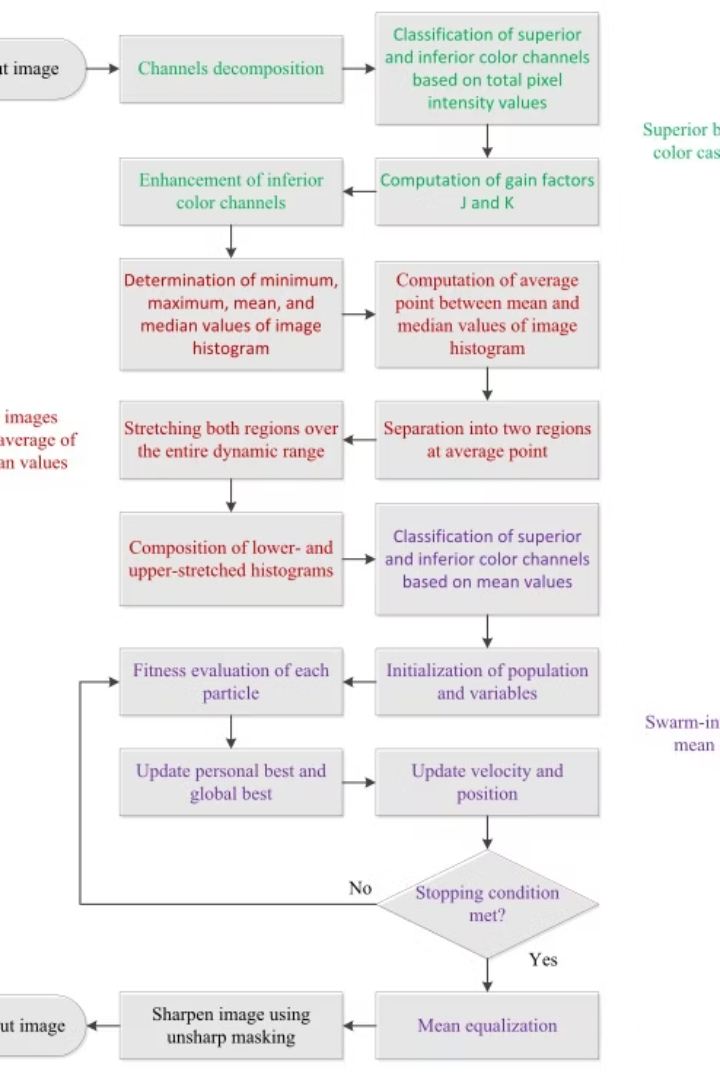 ut image
Channels decomposition
Classification of superior
and inferior color channels
based on total pixel
intensity values
Superior b
color cas
Enhancement of inferior
color channels
Computation of gain factors
J and K
Determination of minimum,
maximum, mean, and
median values of image
histogram
Computation of average
point between mean and
median values of image
histogram
images
average of
an values
Stretching both regions over
the entire dynamic range
Separation into two regions
at average point
Composition of lower- and
upper-stretched histograms
Classification of superior
and inferior color channels
based on mean values
Fitness evaluation of each
particle
Initialization of population
and variables
Swarm-in
mean
Update personal best and
global best
Update velocity and
position
No
Stopping condition
met?
Yes
ut image
Sharpen image using
unsharp masking
Mean equalization